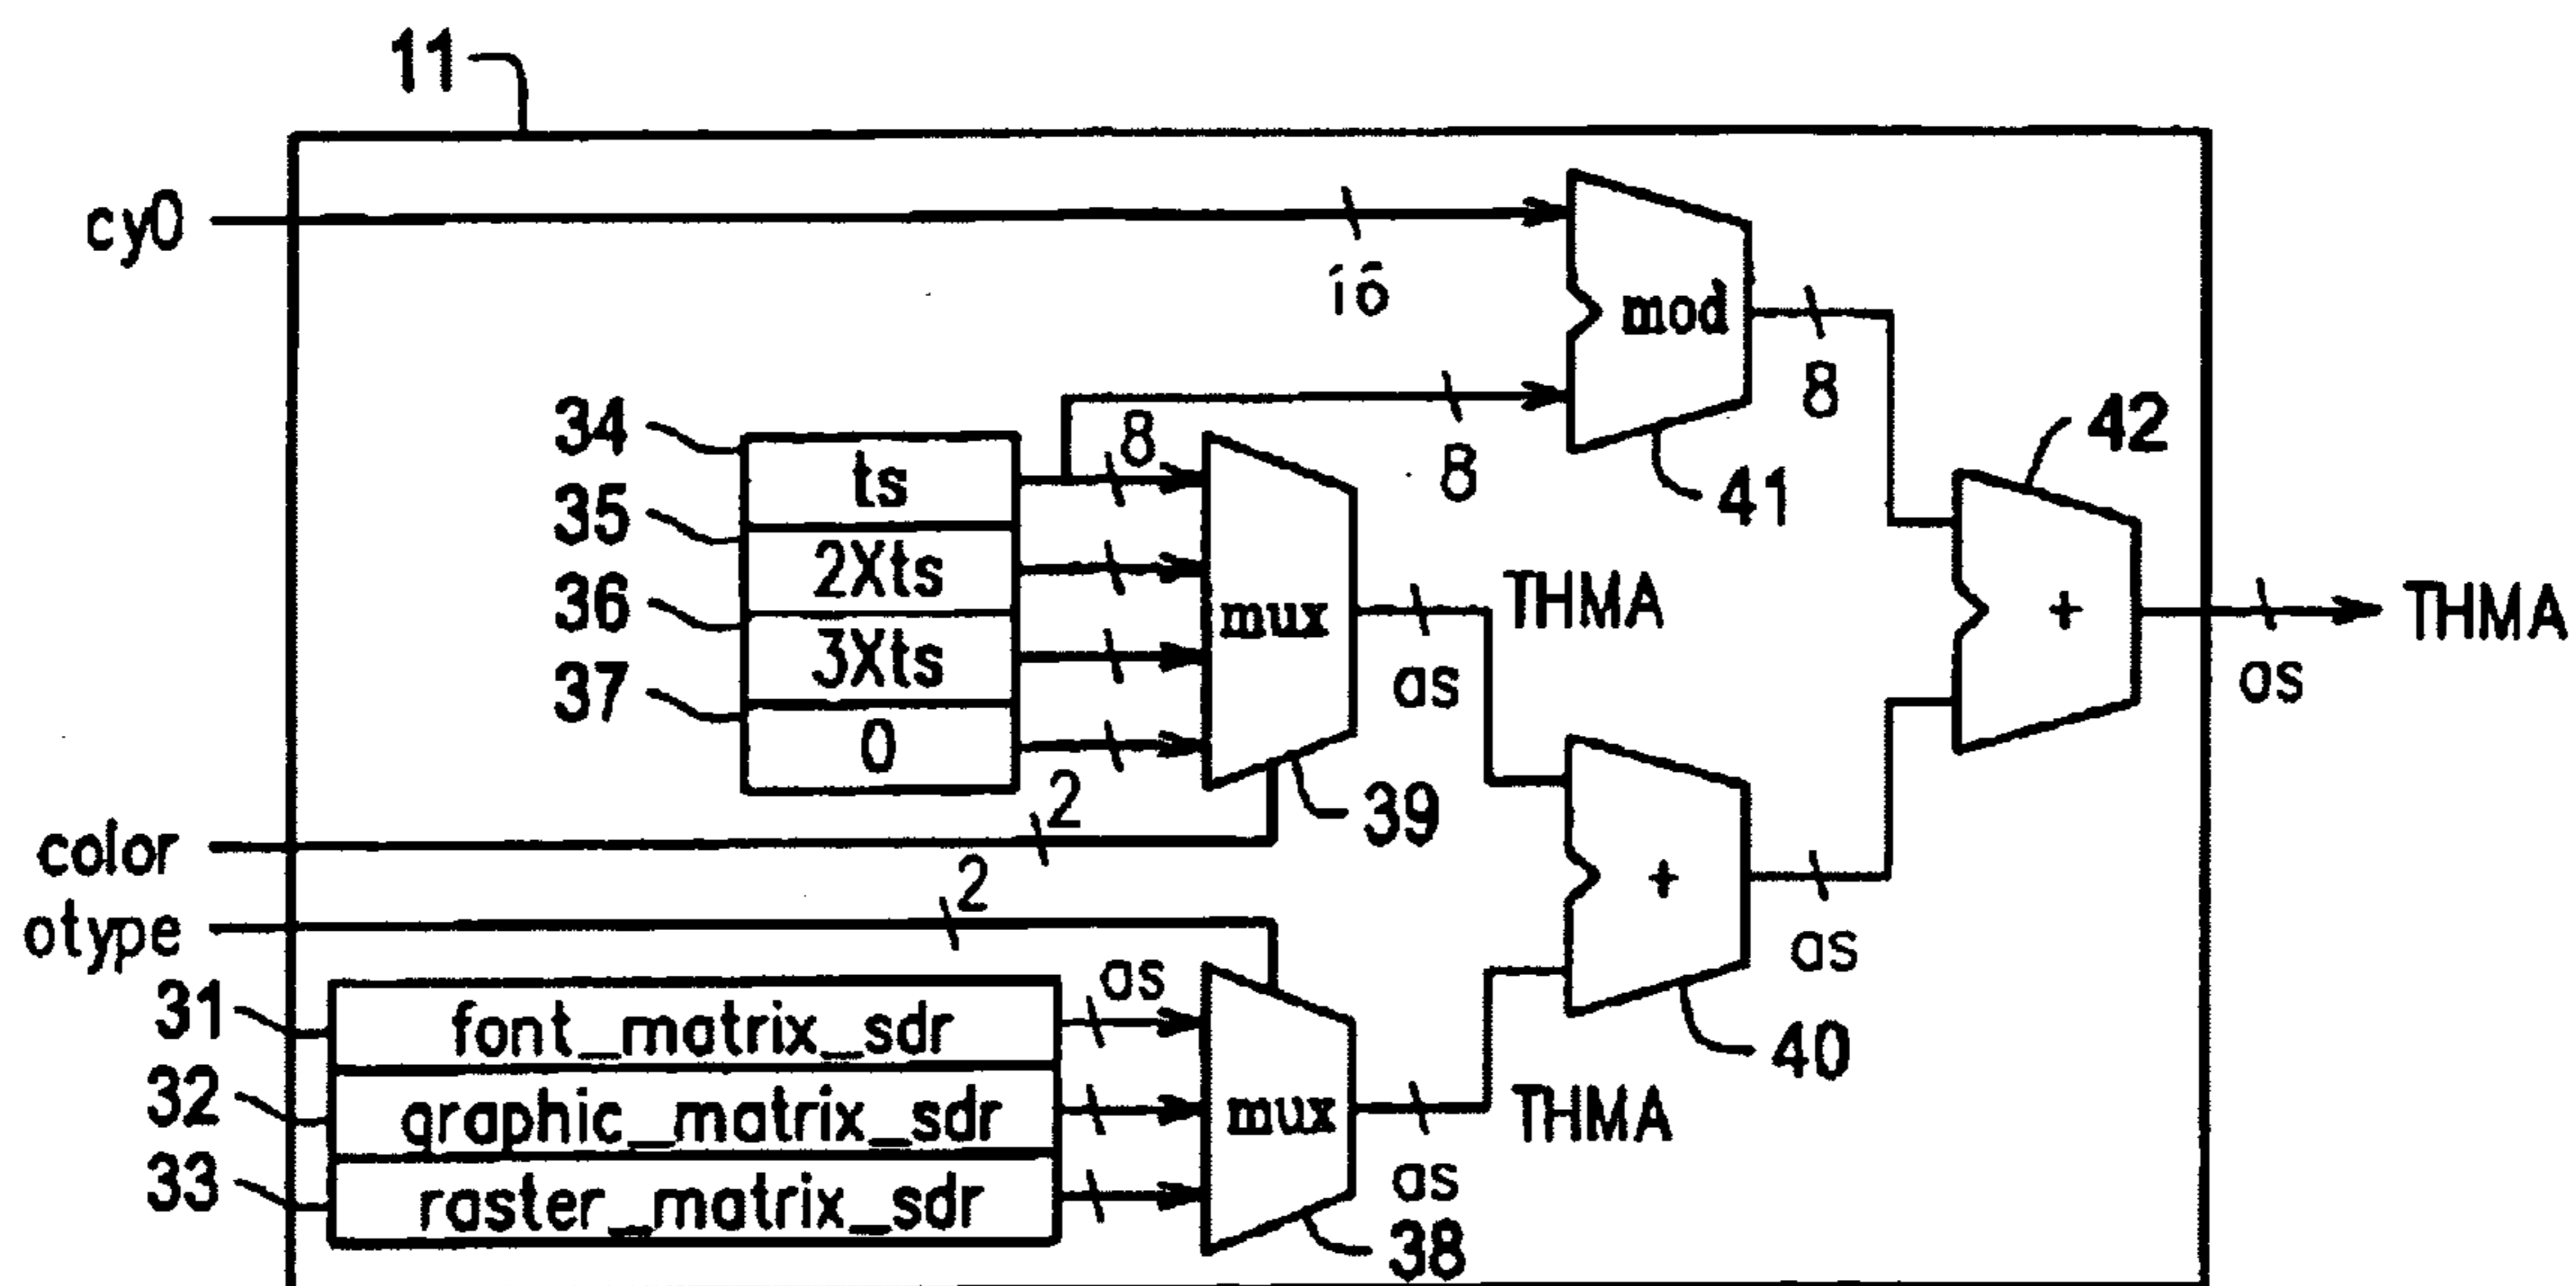 11
cy0
16
mod
8
41
8
42
34
ts
8
35
2Xts
36
3Xts
37
0
mux
THMA
as
39
+
THMA
as
2
color
2
otype
+
as
40
31
font_matrix_sdr
as
32
graphic_matrix_sdr
33
raster_matrix_sdr
mux
THMA
as
38